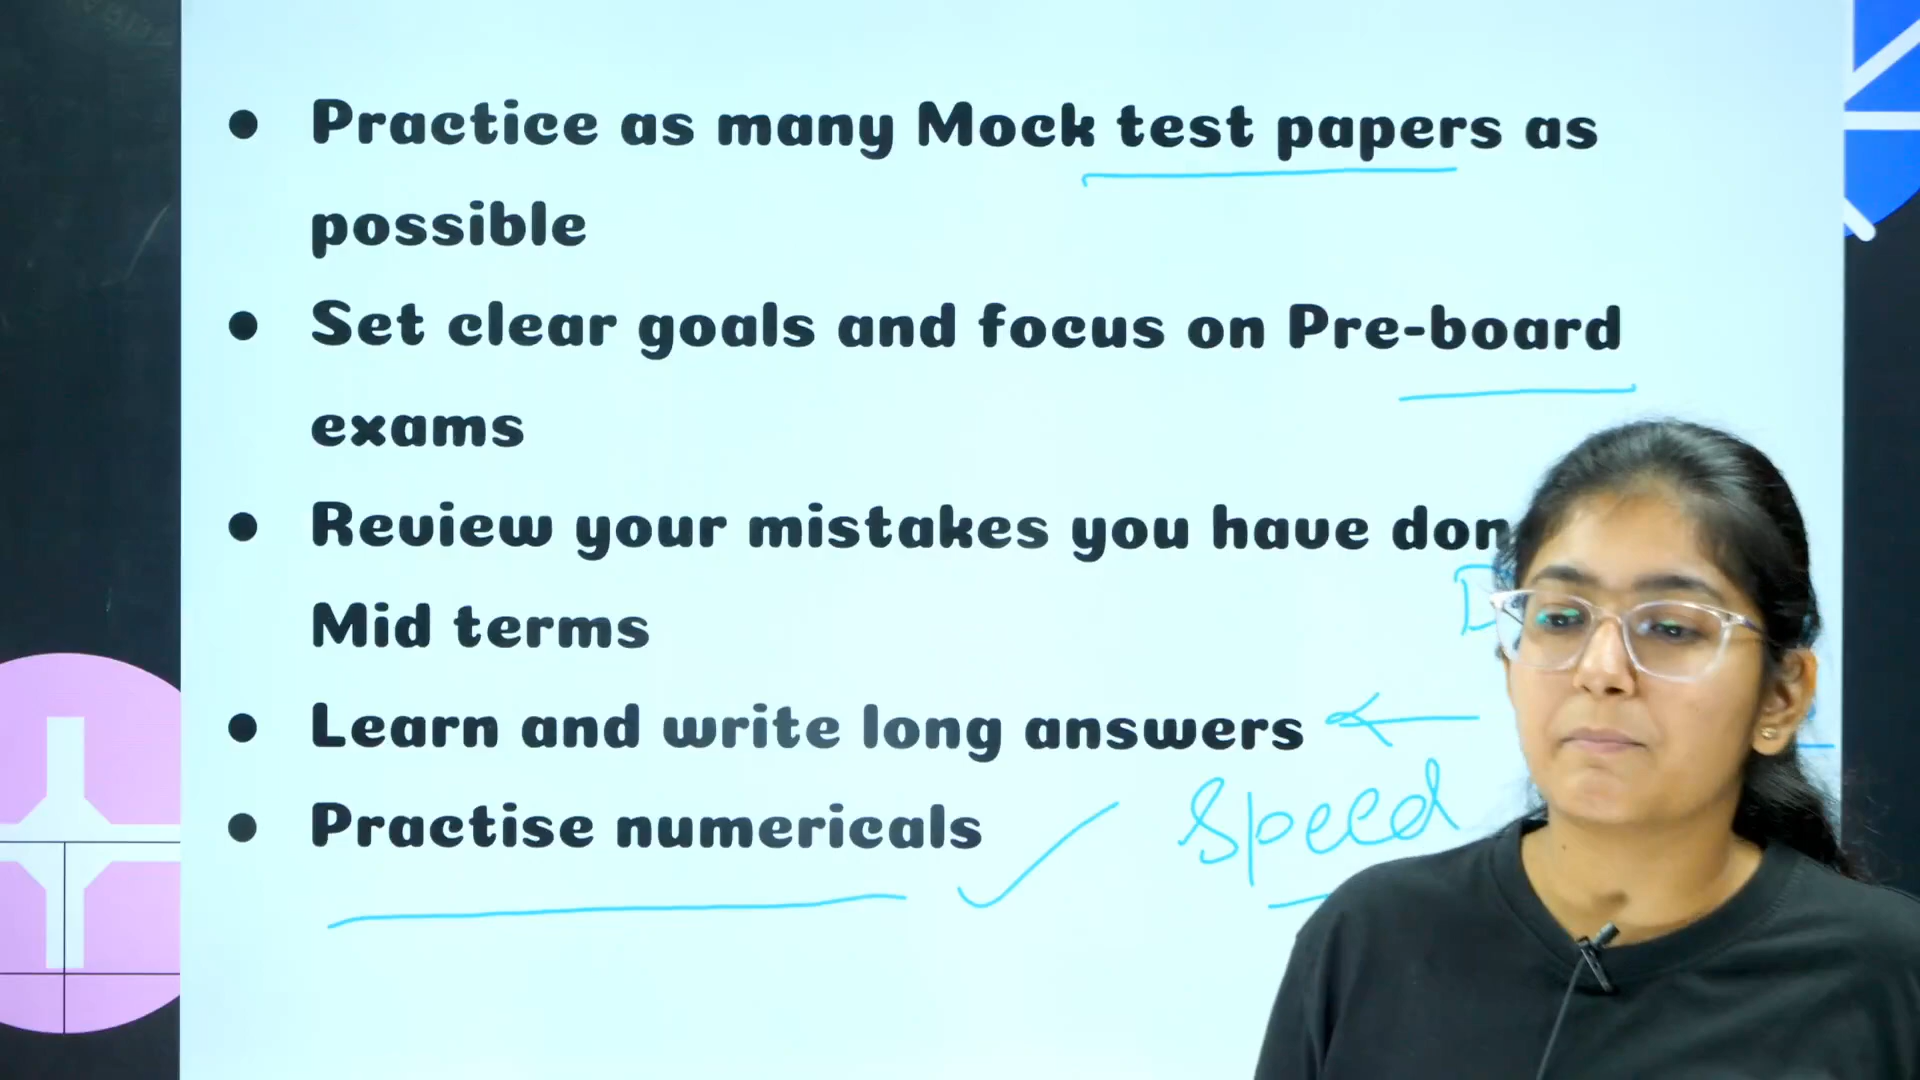 Practice as many Mock test papers as
possible
Set clear goals and focus on Pre-board
exams
Review your mistakes you have
Mid terms
Learn and write long answers
Speed
Practise numericals